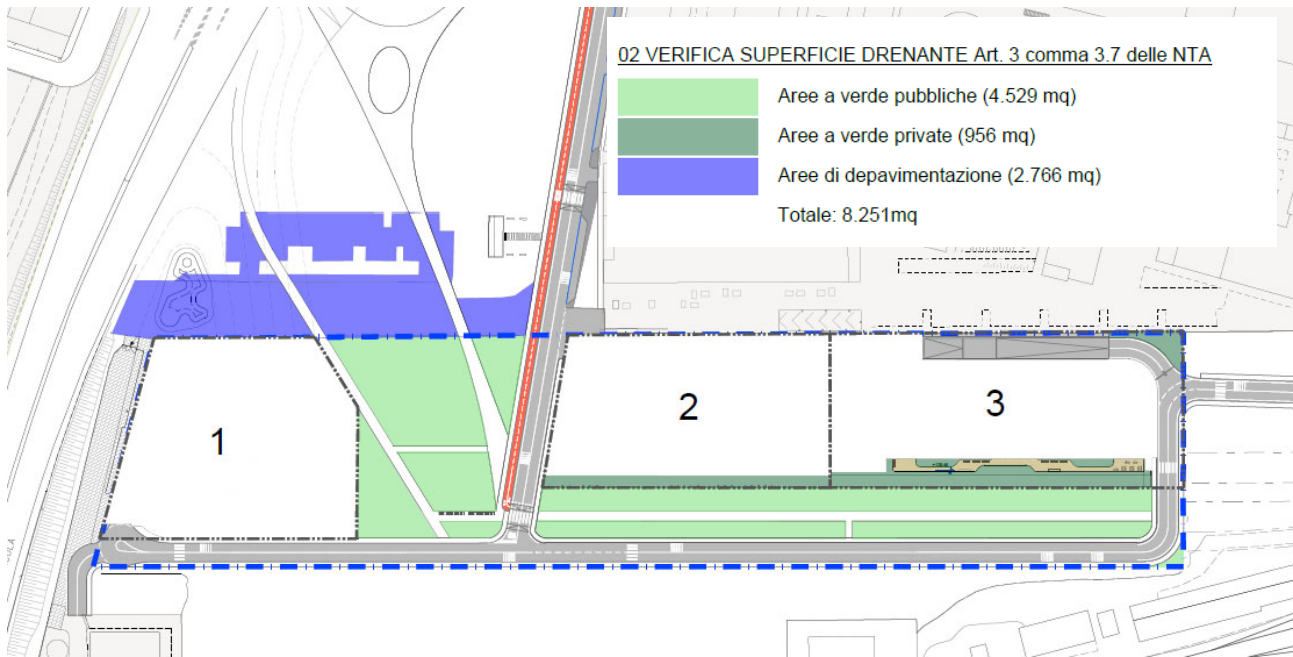 02 VERIFICA SUPERFICIE DRENANTE Art. 3 comma 3.7 delle NTA
Aree a verde pubbliche (4.529 mq)
Aree a verde private (956 mq)
Aree di depavimentazione (2.766 mq)
Totale: 8.251mq
1
2
3